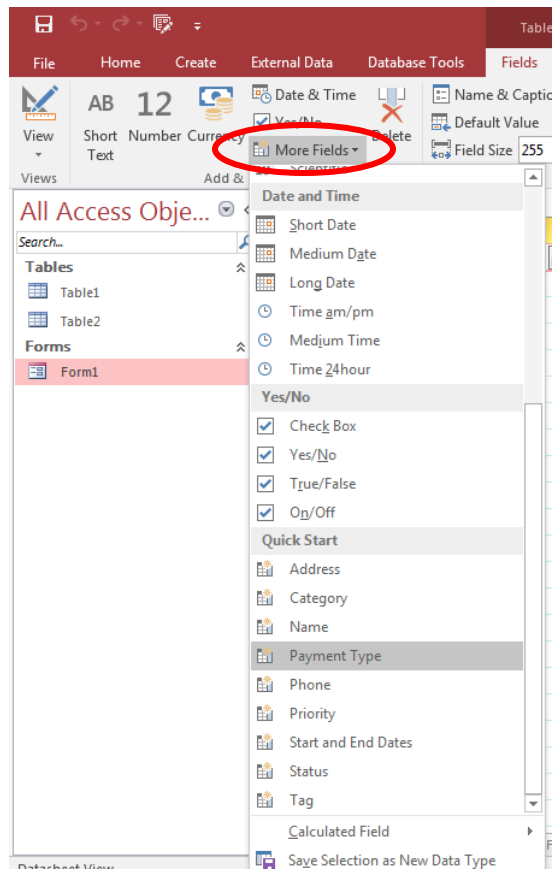 Table
File Home Create External Data Database Tools Fields
AB 12 Date & Time Name & Captio
View Short Text Number Currency Yes/No Delete Default Value
More Fields Field Size 255
Views Add &
All Access Obje...
Search...
Tables
Table1
Table2
Forms
Form1
Scientific
Date and Time
Short Date
Medium Date
Long Date
Time am/pm
Medium Time
Time 24hour
Yes/No
Check Box
Yes/No
True/False
On/Off
Quick Start
Address
Category
Name
Payment Type
Phone
Priority
Start and End Dates
Status
Tag
Calculated Field
Save Selection as New Data Type
Datasheet View